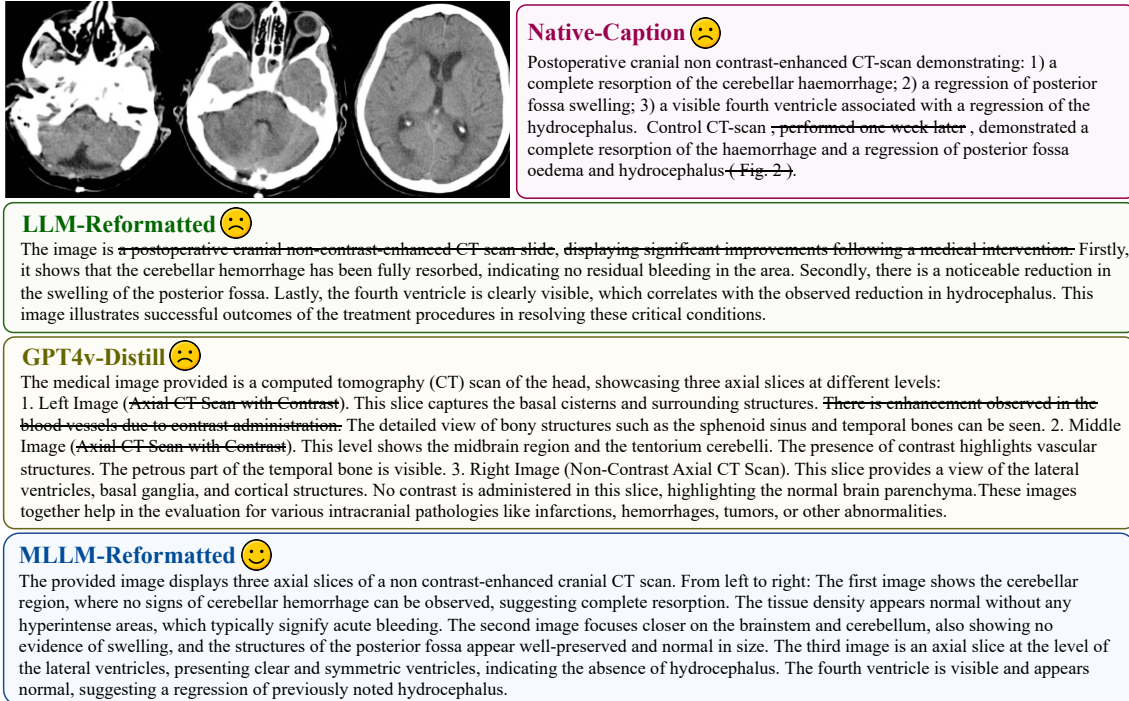 Native-Caption
Postoperative cranial non contrast-enhanced CT-scan demonstrating: 1) a
complete resorption of the cerebellar haemorrhage; 2) a regression of posterior
fossa swelling; 3) a visible fourth ventricle associated with a regression of the
hydrocephalus. Control CT-scan , performed one week later , demonstrated a
complete resorption of the haemorrhage and a regression of posterior fossa
oedema and hydrocephalus ( Fig. 2 ).
LLM-Reformatted
The image is a postoperative cranial non-contrast-enhanced CT scan slide, displaying significant improvements following a medical intervention. Firstly,
it shows that the cerebellar hemorrhage has been fully resorbed, indicating no residual bleeding in the area. Secondly, there is a noticeable reduction in
the swelling of the posterior fossa. Lastly, the fourth ventricle is clearly visible, which correlates with the observed reduction in hydrocephalus. This
image illustrates successful outcomes of the treatment procedures in resolving these critical conditions.
GPT4v-Distill
The medical image provided is a computed tomography (CT) scan of the head, showcasing three axial slices at different levels:
1. Left Image (Axial CT Scan with Contrast). This slice captures the basal cisterns and surrounding structures. There is enhancement observed in the
blood vessels due to contrast administration. The detailed view of bony structures such as the sphenoid sinus and temporal bones can be seen. 2. Middle
Image (Axial CT Scan with Contrast). This level shows the midbrain region and the tentorium cerebelli. The presence of contrast highlights vascular
structures. The petrous part of the temporal bone is visible. 3. Right Image (Non-Contrast Axial CT Scan). This slice provides a view of the lateral
ventricles, basal ganglia, and cortical structures. No contrast is administered in this slice, highlighting the normal brain parenchyma.These images
together help in the evaluation for various intracranial pathologies like infarctions, hemorrhages, tumors, or other abnormalities.
MLLM-Reformatted
The provided image displays three axial slices of a non contrast-enhanced cranial CT scan. From left to right: The first image shows the cerebellar
region, where no signs of cerebellar hemorrhage can be observed, suggesting complete resorption. The tissue density appears normal without any
hyperintense areas, which typically signify acute bleeding. The second image focuses closer on the brainstem and cerebellum, also showing no
evidence of swelling, and the structures of the posterior fossa appear well-preserved and normal in size. The third image is an axial slice at the level of
the lateral ventricles, presenting clear and symmetric ventricles, indicating the absence of hydrocephalus. The fourth ventricle is visible and appears
normal, suggesting a regression of previously noted hydrocephalus.